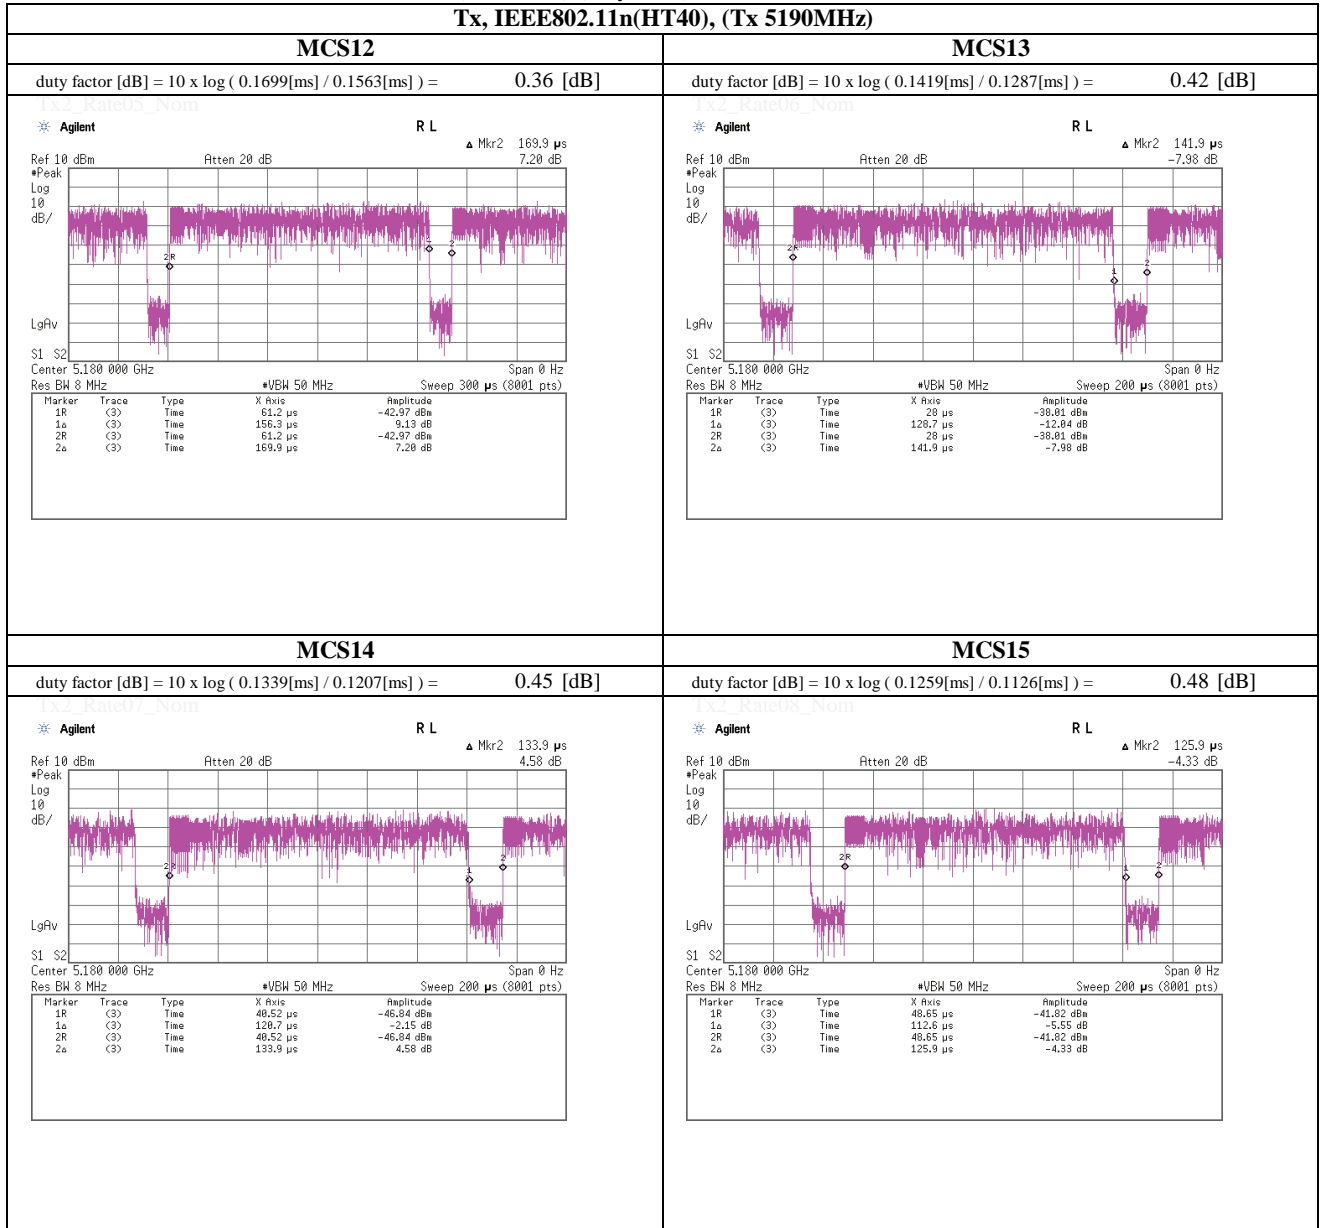 Tx, IEEE802.11n(HT40), (Tx 5190MHz)
MCS12
duty factor [dB] = 10 x log ( 0.1699[ms] / 0.1563[ms] ) = 0.36 [dB]
Tx2_Rate05_Nom
Agilent R L
Δ Mkr2 169.9 µs
Ref 10 dBm Atten 20 dB 7.20 dB
#Peak
Log
10
dB/
2R
1
2
LgAv
S1 S2
Center 5.180 000 GHz Span 0 Hz
Res BW 8 MHz #VBW 50 MHz Sweep 300 µs (8001 pts)
Marker Trace Type X Axis Amplitude
1R (3) Time 61.2 µs -42.97 dBm
1Δ (3) Time 156.3 µs 9.13 dB
2R (3) Time 61.2 µs -42.97 dBm
2Δ (3) Time 169.9 µs 7.20 dB
MCS13
duty factor [dB] = 10 x log ( 0.1419[ms] / 0.1287[ms] ) = 0.42 [dB]
Tx2_Rate06_Nom
Agilent R L
Δ Mkr2 141.9 µs
Ref 10 dBm Atten 20 dB -7.98 dB
#Peak
Log
10
dB/
2R
1
2
LgAv
S1 S2
Center 5.180 000 GHz Span 0 Hz
Res BW 8 MHz #VBW 50 MHz Sweep 200 µs (8001 pts)
Marker Trace Type X Axis Amplitude
1R (3) Time 28 µs -38.01 dBm
1Δ (3) Time 128.7 µs -12.04 dB
2R (3) Time 28 µs -38.01 dBm
2Δ (3) Time 141.9 µs -7.98 dB
MCS14
duty factor [dB] = 10 x log ( 0.1339[ms] / 0.1207[ms] ) = 0.45 [dB]
Tx2_Rate07_Nom
Agilent R L
Δ Mkr2 133.9 µs
Ref 10 dBm Atten 20 dB 4.58 dB
#Peak
Log
10
dB/
2R
1
2
LgAv
S1 S2
Center 5.180 000 GHz Span 0 Hz
Res BW 8 MHz #VBW 50 MHz Sweep 200 µs (8001 pts)
Marker Trace Type X Axis Amplitude
1R (3) Time 40.52 µs -46.84 dBm
1Δ (3) Time 120.7 µs -2.15 dB
2R (3) Time 40.52 µs -46.84 dBm
2Δ (3) Time 133.9 µs 4.58 dB
MCS15
duty factor [dB] = 10 x log ( 0.1259[ms] / 0.1126[ms] ) = 0.48 [dB]
Tx2_Rate08_Nom
Agilent R L
Δ Mkr2 125.9 µs
Ref 10 dBm Atten 20 dB -4.33 dB
#Peak
Log
10
dB/
2R
1
2
LgAv
S1 S2
Center 5.180 000 GHz Span 0 Hz
Res BW 8 MHz #VBW 50 MHz Sweep 200 µs (8001 pts)
Marker Trace Type X Axis Amplitude
1R (3) Time 48.65 µs -41.82 dBm
1Δ (3) Time 112.6 µs -5.55 dB
2R (3) Time 48.65 µs -41.82 dBm
2Δ (3) Time 125.9 µs -4.33 dB